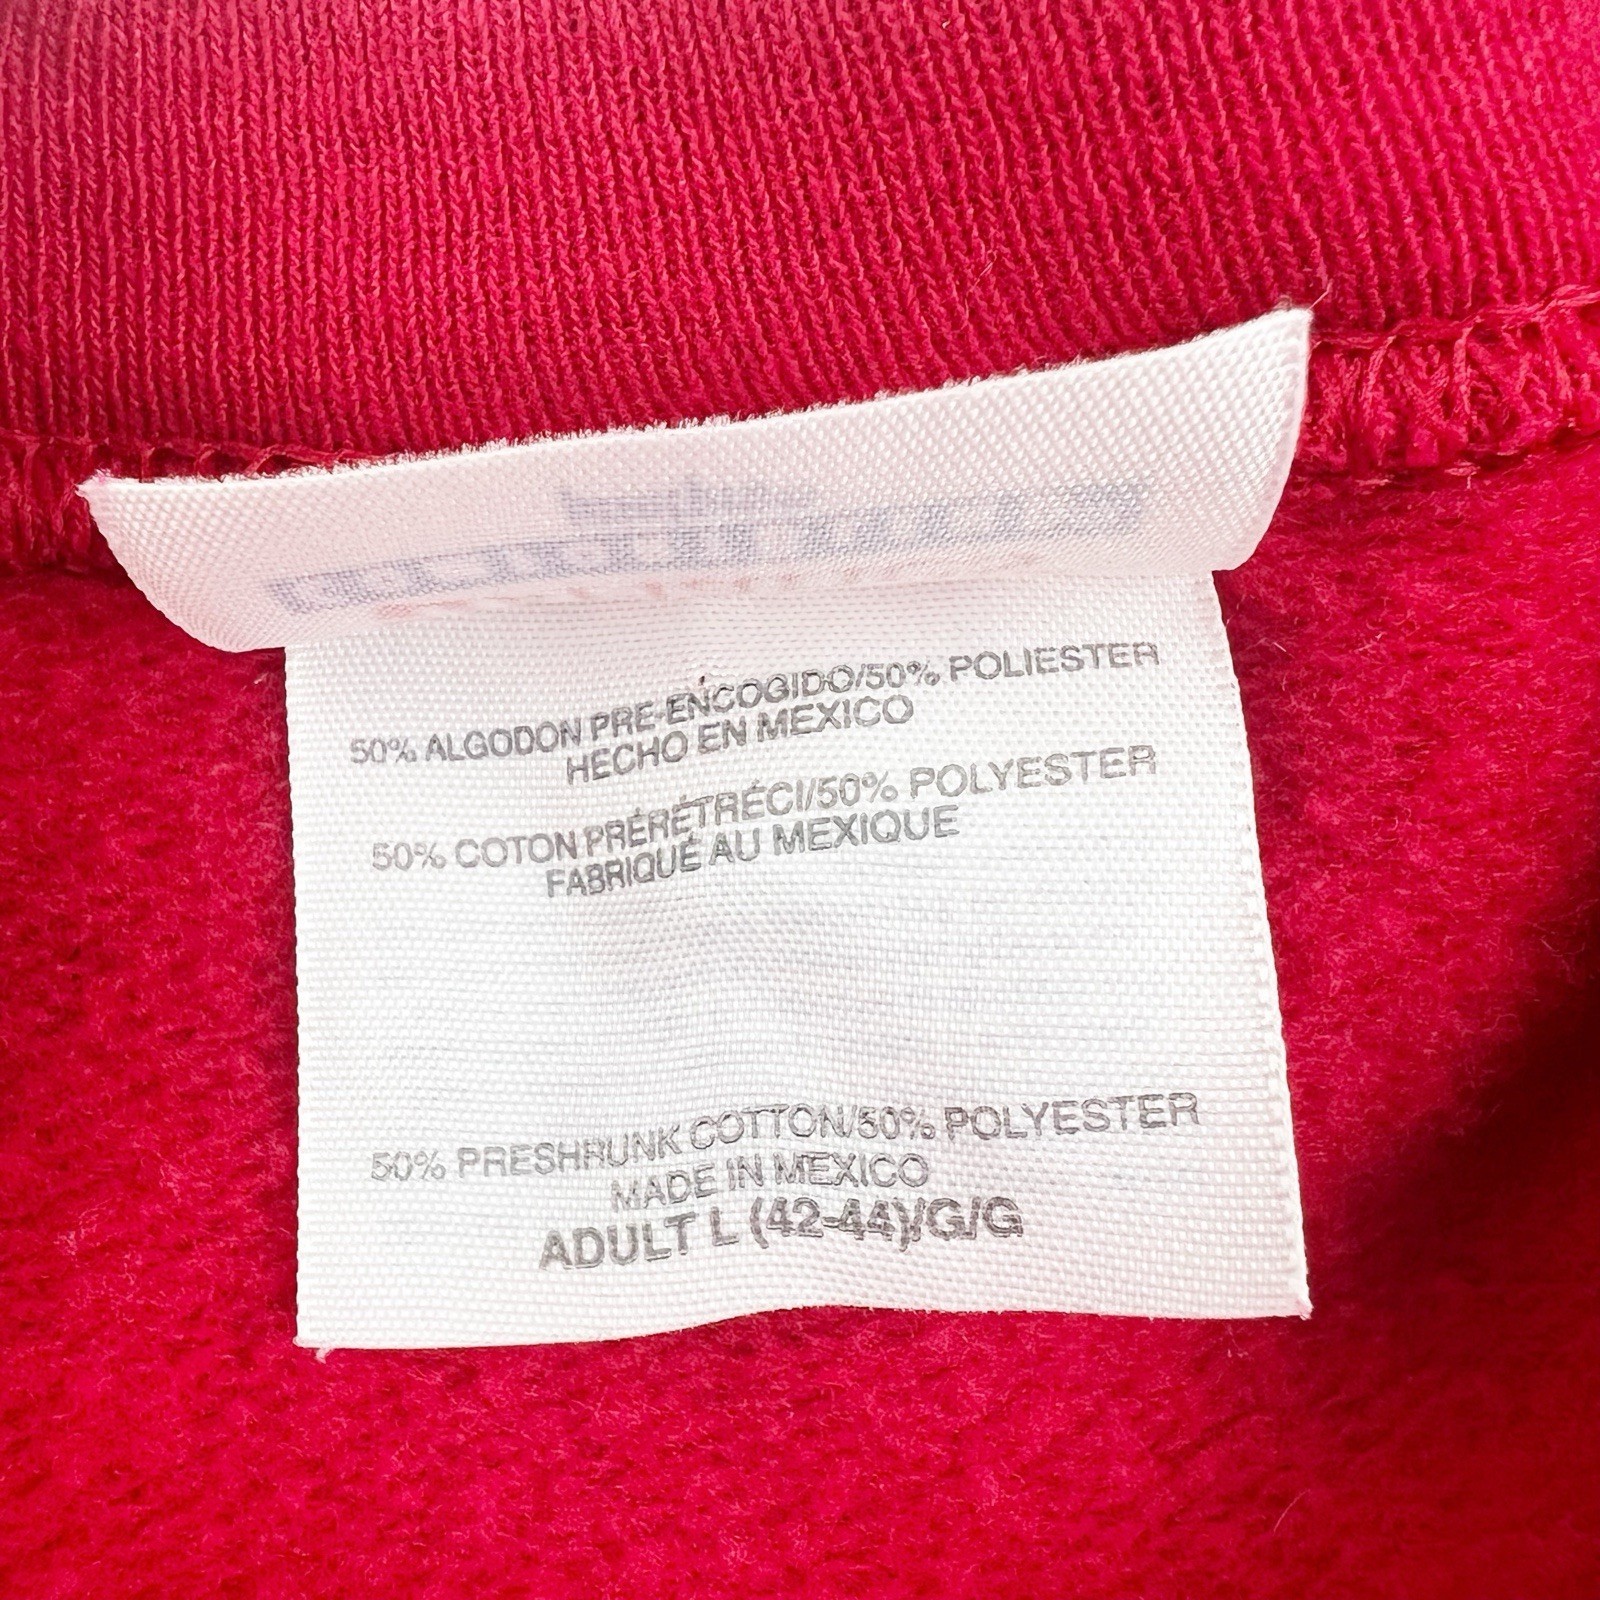 50% ALGODON PRE-ENCOGIDO/50% POLIESTER
HECHO EN MEXICO
50% COTON PRÉRÉTRÉCI/50% POLYESTER
FABRIQUÉ AU MEXIQUE
50% PRESHRUNK COTTON/50% POLYESTER
MADE IN MEXICO
ADULT L (42-44)/G/G